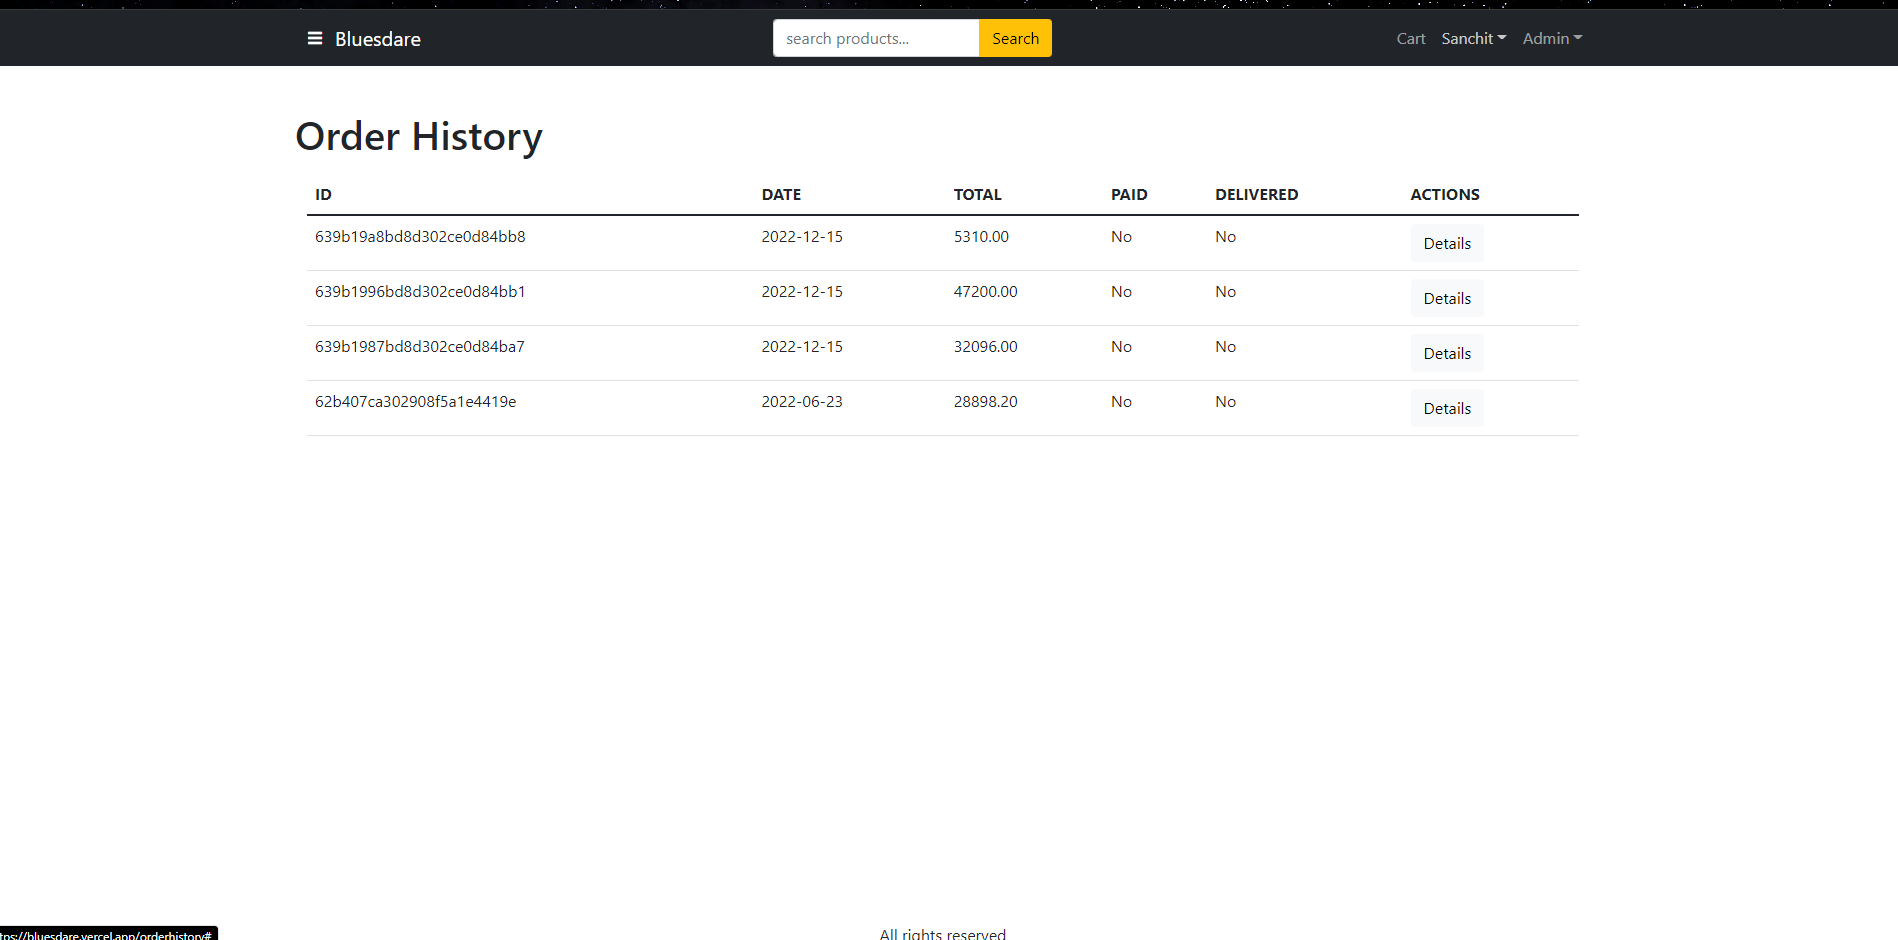 Bluesdare search products... Search Cart Sanchit Admin
Order History
ID DATE TOTAL PAID DELIVERED ACTIONS
639b19a8bd8d302ce0d84bb8 2022-12-15 5310.00 No No Details
639b1996bd8d302ce0d84bb1 2022-12-15 47200.00 No No Details
639b1987bd8d302ce0d84ba7 2022-12-15 32096.00 No No Details
62b407ca302908f5a1e4419e 2022-06-23 28898.20 No No Details
All rights reserved
tps://bluesdare.vercel.app/orderhistory#